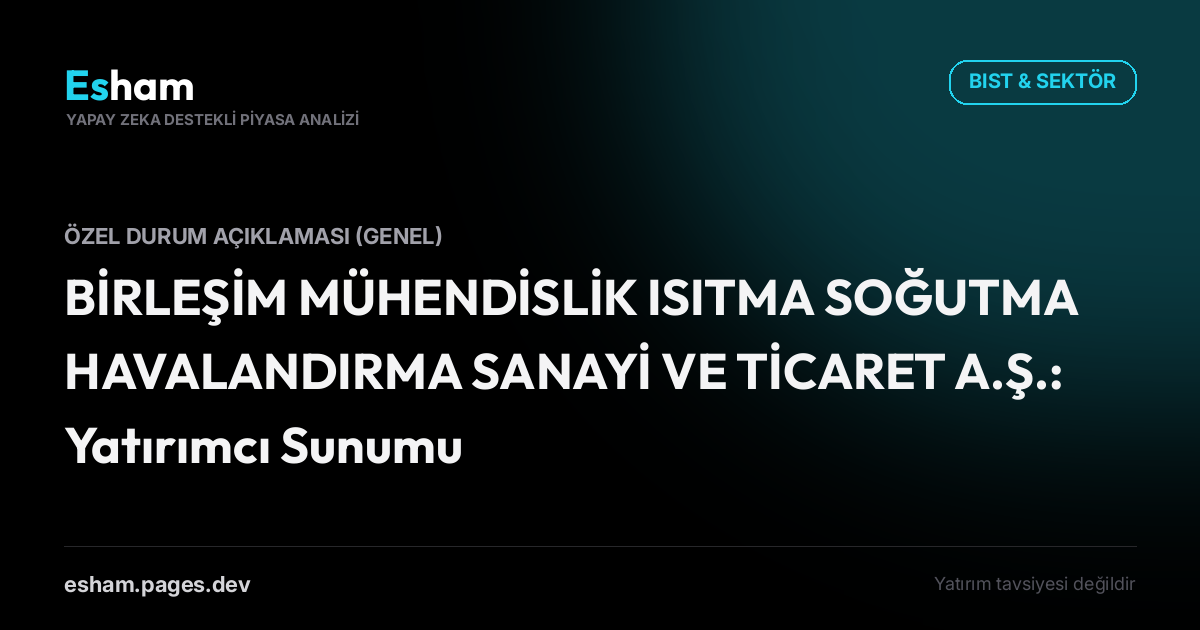 Esham
BIST & SEKTÖR
YAPAY ZEKA DESTEKLİ PİYASA ANALİZİ
ÖZEL DURUM AÇIKLAMASI (GENEL)
BİRLEŞİM MÜHENDİSLİK ISITMA SOĞUTMA
HAVALANDIRMA SANAYİ VE TİCARET A.Ş.:
Yatırımcı Sunumu
esham.pages.dev
Yatırım tavsiyesi değildir